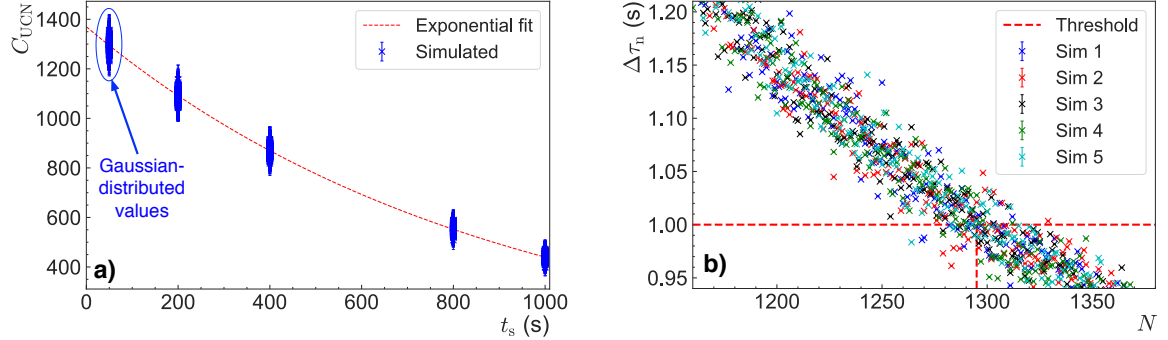 C_UCN
1400
1200
1000
800
600
400
0
200
400
600
800
1000
t_s (s)
Exponential fit
Simulated
Gaussian-
distributed
values
a)
Δτ_n (s)
1.20
1.15
1.10
1.05
1.00
0.95
1200
1250
1300
1350
N
Threshold
Sim 1
Sim 2
Sim 3
Sim 4
Sim 5
b)